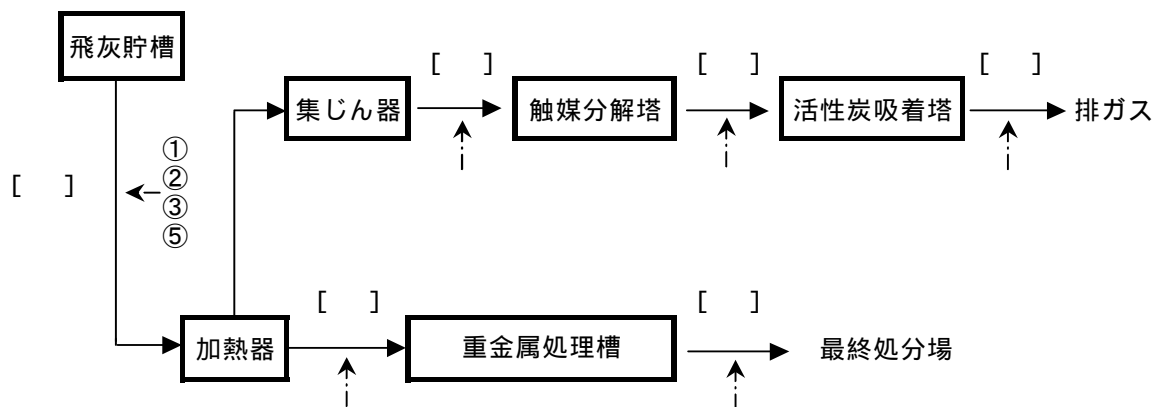 飛灰貯槽
[ ]
[ ]
[ ]
集じん器
触媒分解塔
活性炭吸着塔
排ガス
①
②
③
⑤
[ ]
[ ]
[ ]
加熱器
重金属処理槽
最終処分場